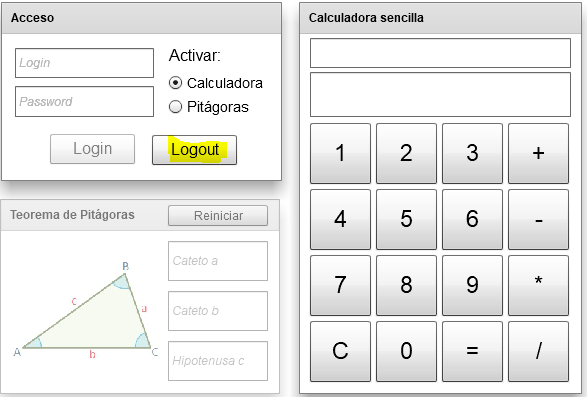 Acceso
Login
Password
Activar:
Calculadora
Pitágoras
Login
Logout
Teorema de Pitágoras
Reiniciar
B
c
a
A
b
C
Cateto a
Cateto b
Hipotenusa c
Calculadora sencilla
1 2 3 +
4 5 6 -
7 8 9 *
C 0 = /